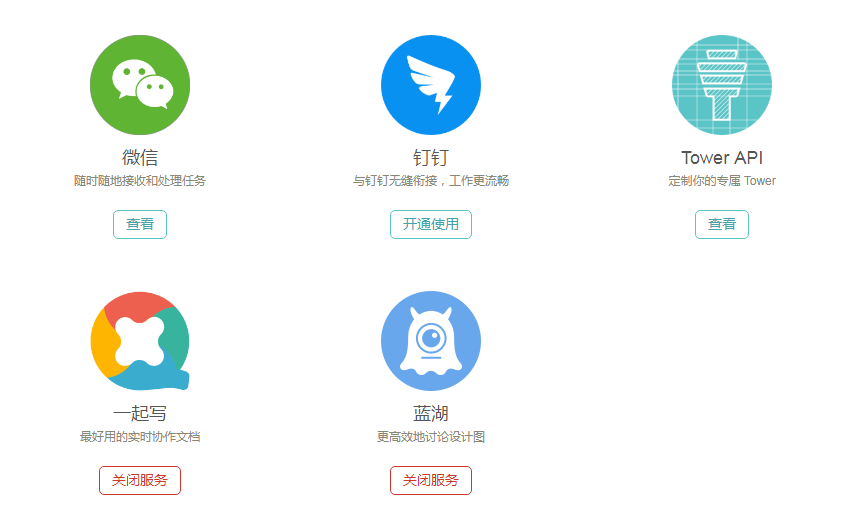 微信
钉钉
Tower API
随时随地接收和处理任务
与钉钉无缝衔接，工作更流畅
定制你的专属 Tower
查看
开通使用
查看
一起写
蓝湖
最好用的实时协作文档
更高效地讨论设计图
关闭服务
关闭服务